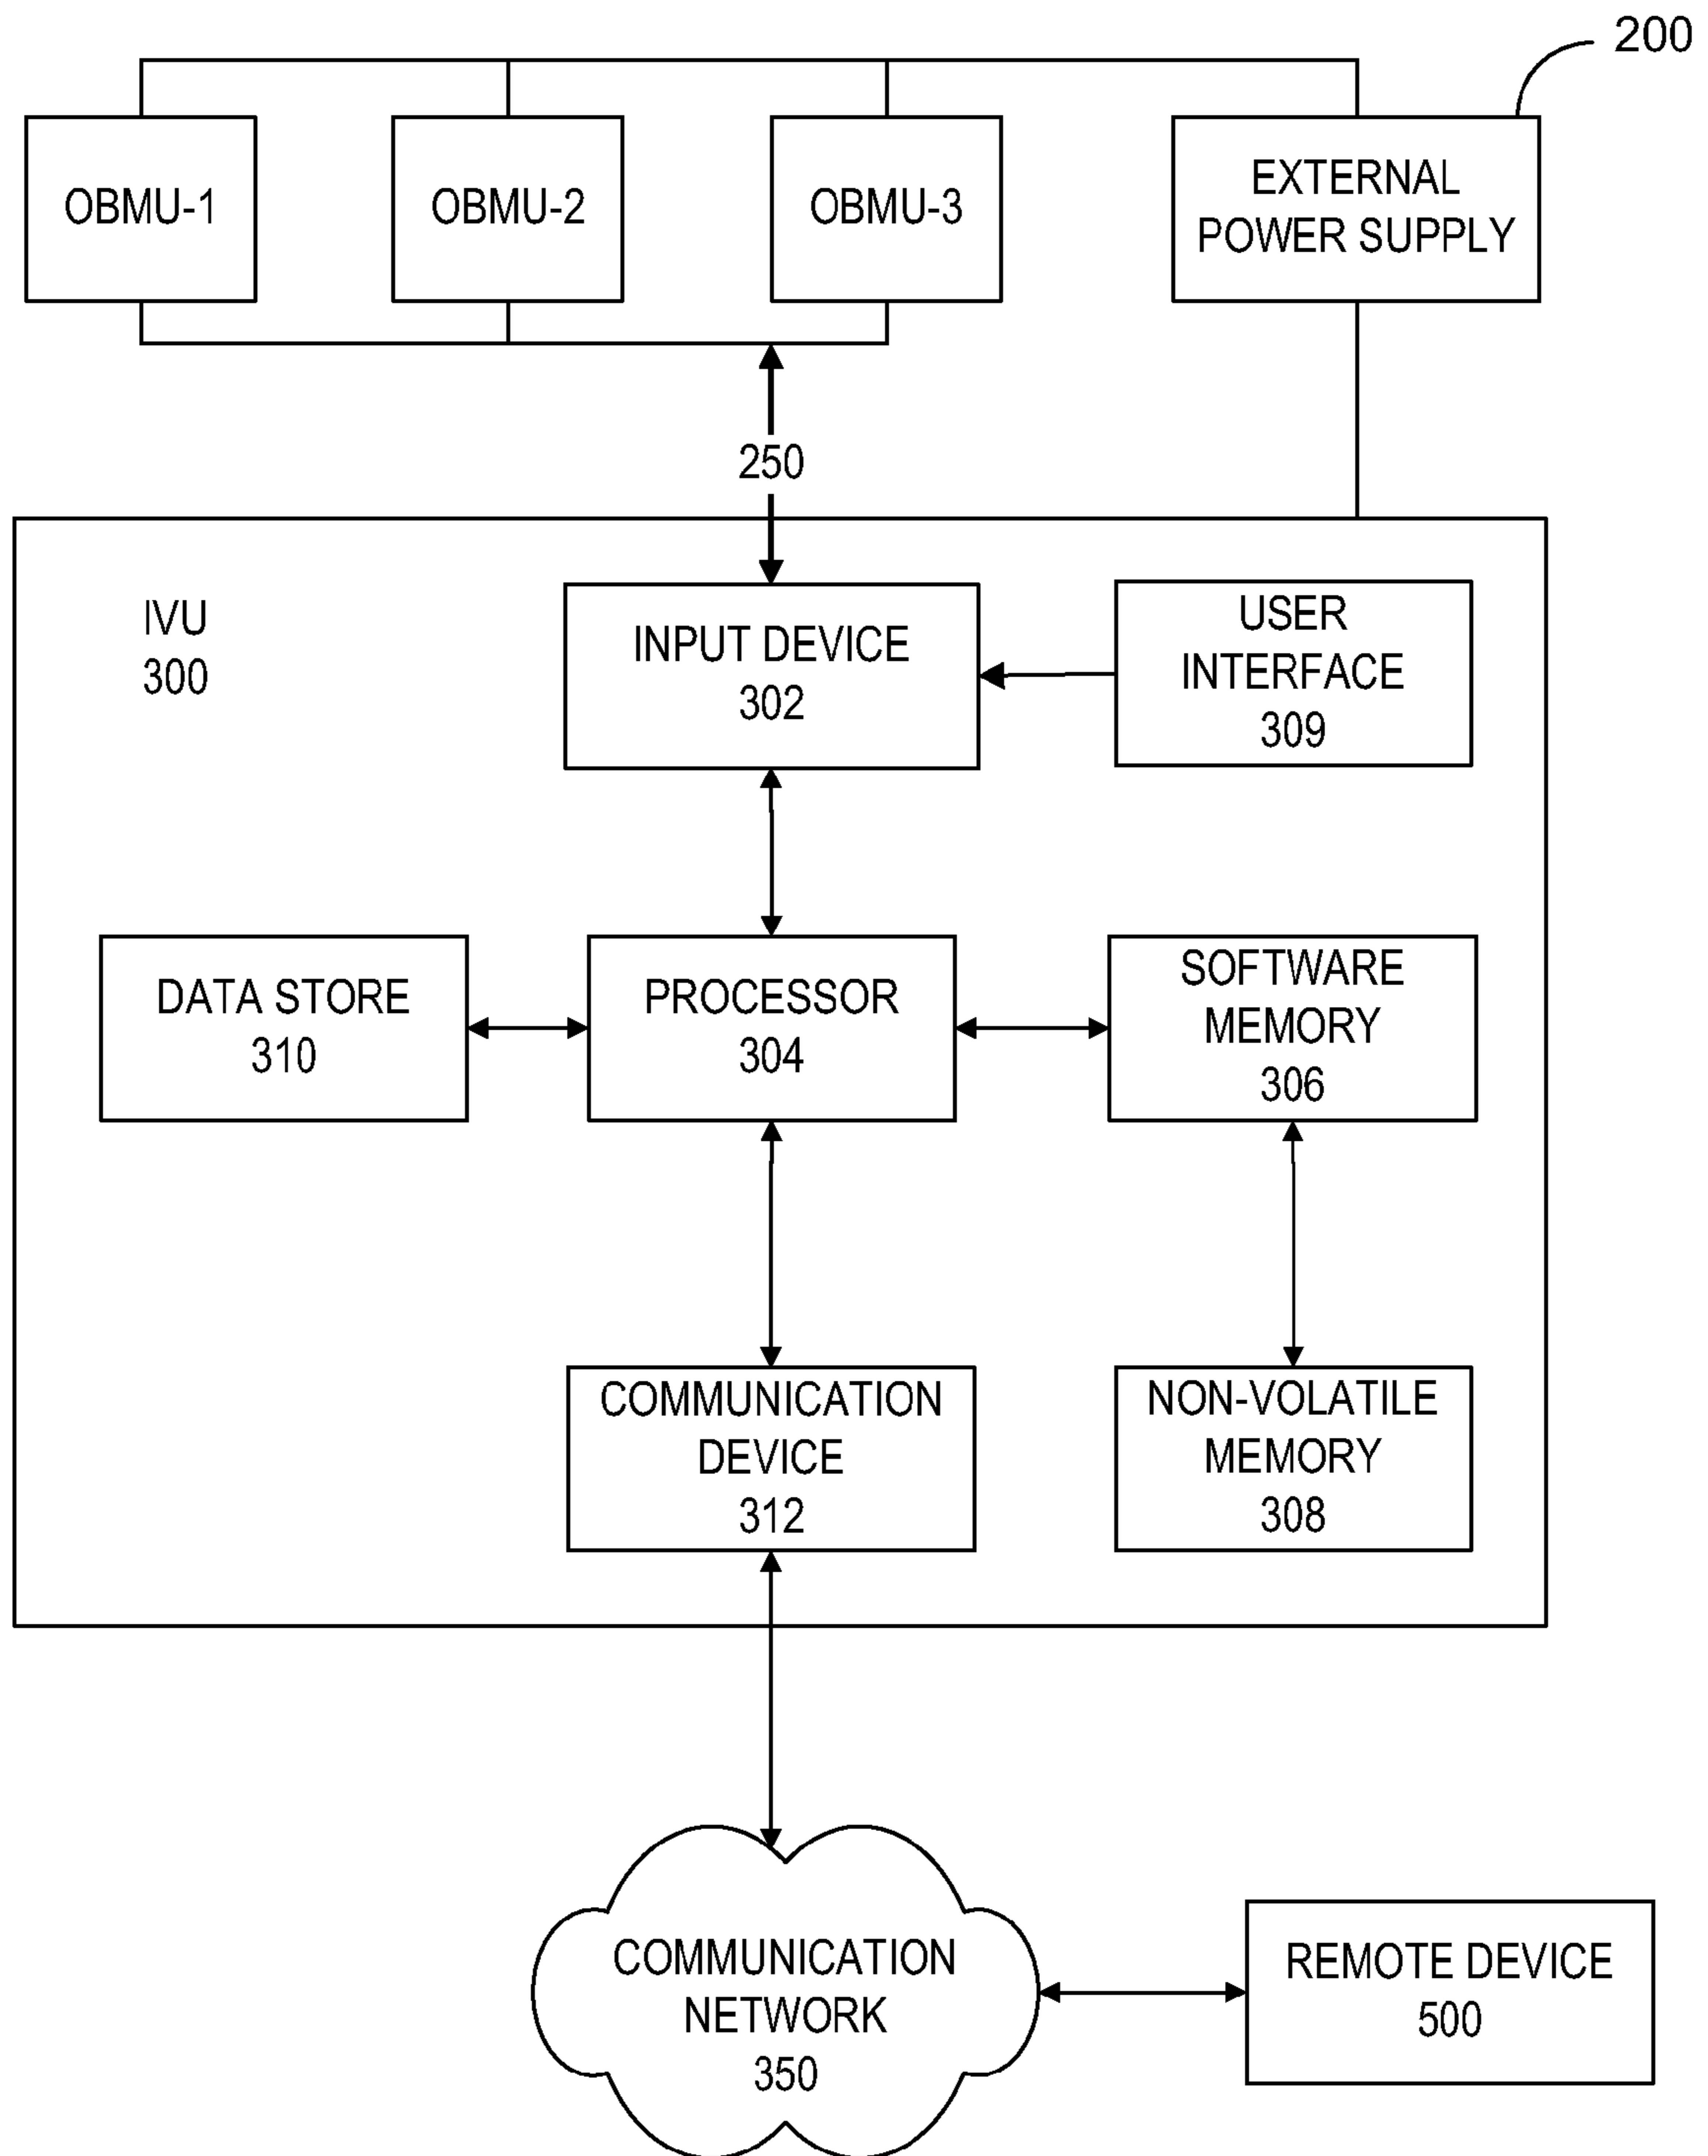 200
OBMU-1
OBMU-2
OBMU-3
EXTERNAL
POWER SUPPLY
250
IVU
300
INPUT DEVICE
302
USER
INTERFACE
309
DATA STORE
310
PROCESSOR
304
SOFTWARE
MEMORY
306
COMMUNICATION
DEVICE
312
NON-VOLATILE
MEMORY
308
COMMUNICATION
NETWORK
350
REMOTE DEVICE
500